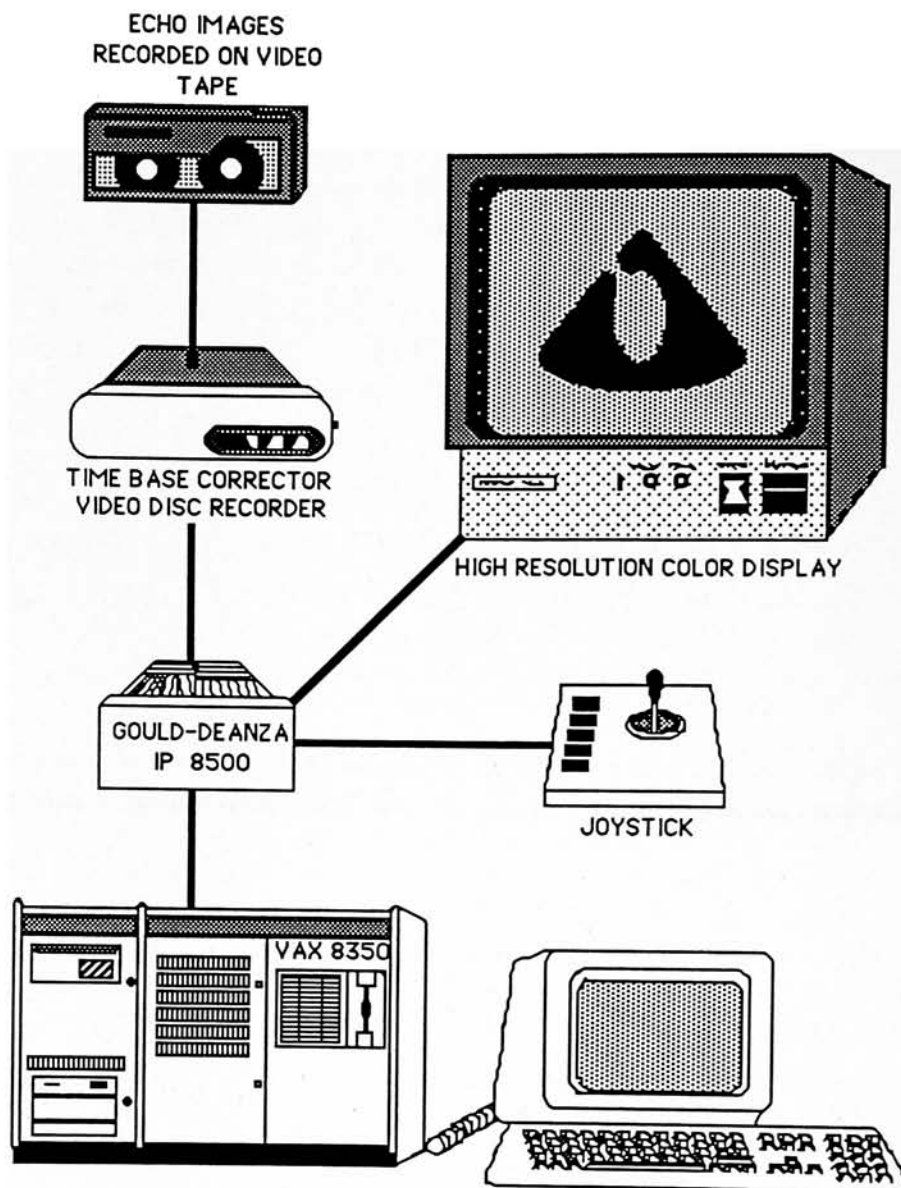 ECHO IMAGES
RECORDED ON VIDEO
TAPE
TIME BASE CORRECTOR
VIDEO DISC RECORDER
HIGH RESOLUTION COLOR DISPLAY
GOULD-DEANZA
IP 8500
JOYSTICK
VAX 8350